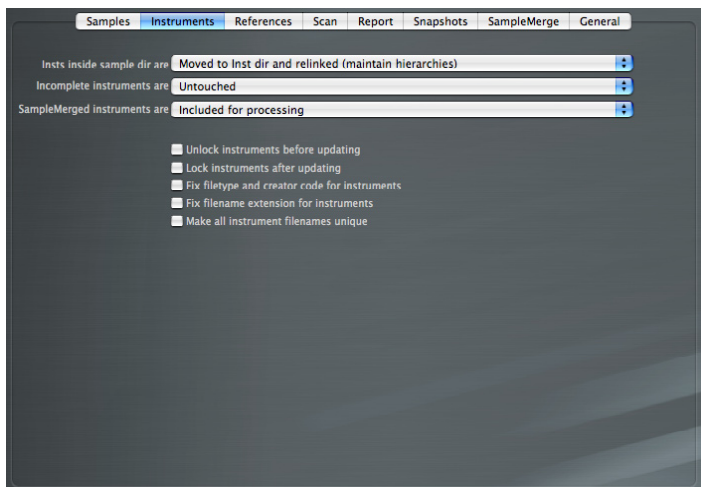 Samples Instruments References Scan Report Snapshots SampleMerge General
Insts inside sample dir are Moved to Inst dir and relinked (maintain hierarchies)
Incomplete instruments are Untouched
SampleMerged instruments are Included for processing
Unlock instruments before updating
Lock instruments after updating
Fix filetype and creator code for instruments
Fix filename extension for instruments
Make all instrument filenames unique